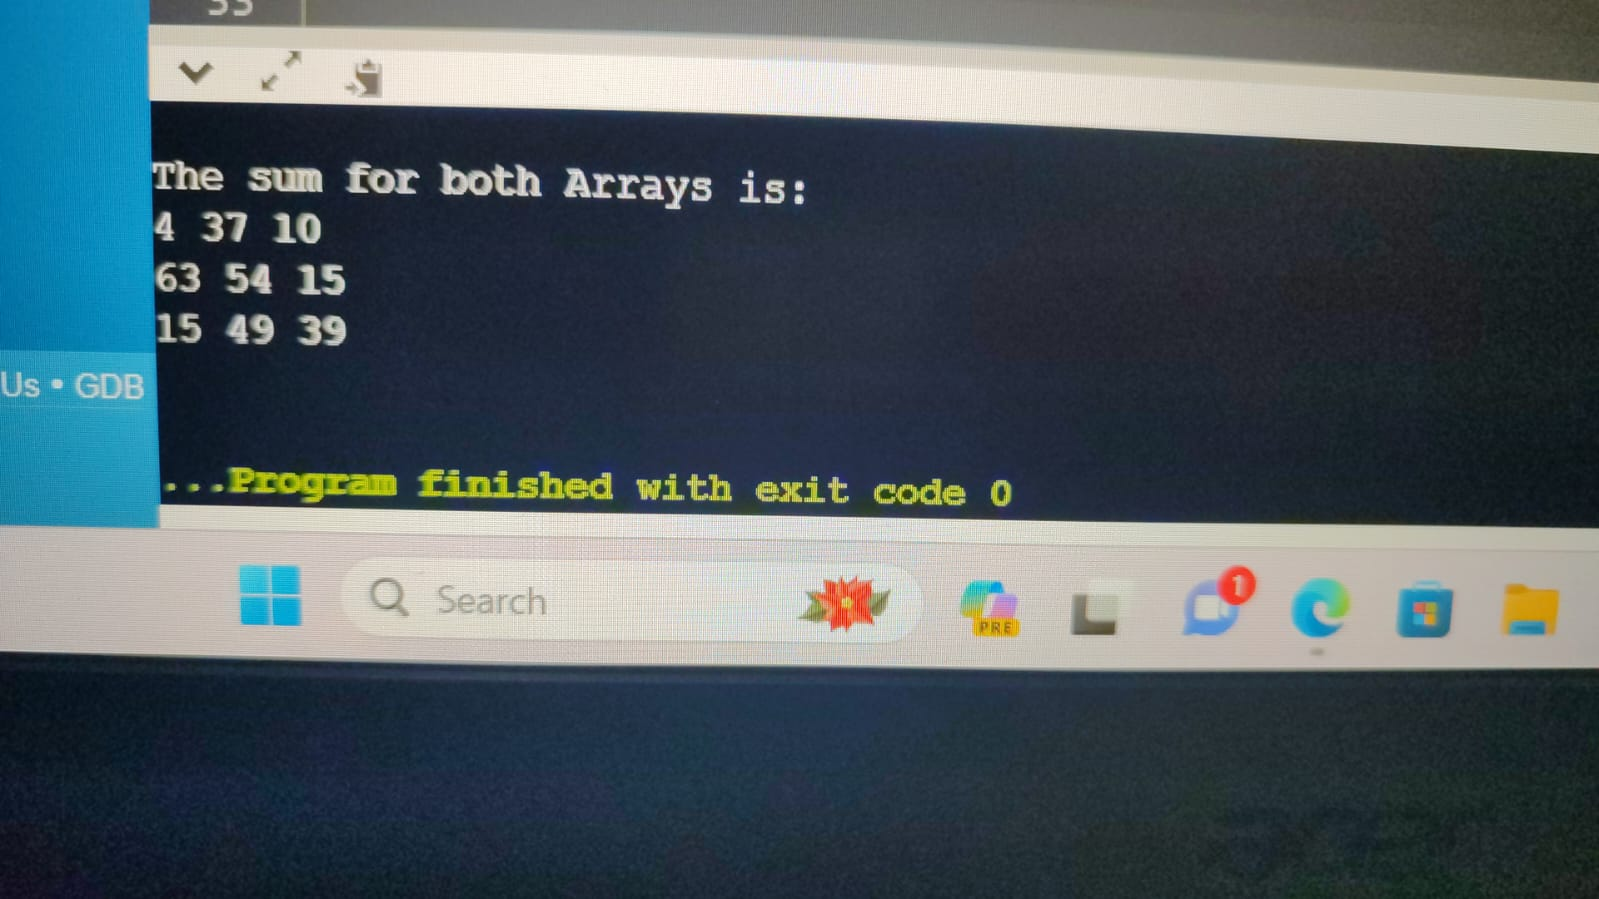 The sum for both Arrays is:
4 37 10
63 54 15
15 49 39
Us • GDB
...Program finished with exit code 0
Search
PRE
1